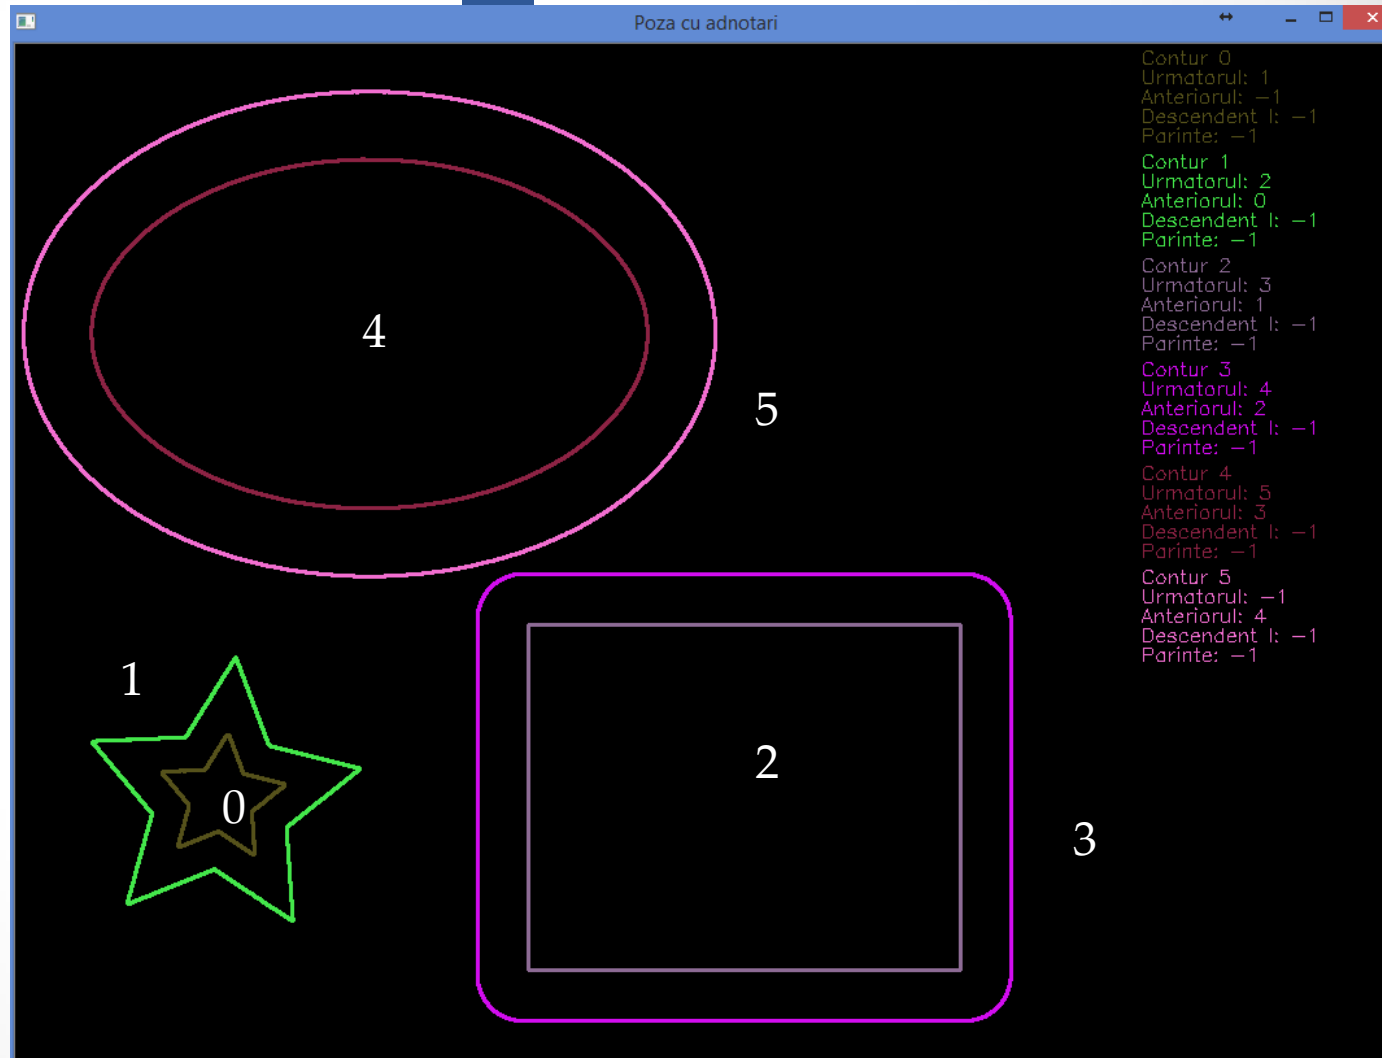 Poza cu adnotari
Contur 0
Urmatorul: 1
Anteriorul: −1
Descendent I: −1
Parinte: −1
Contur 1
Urmatorul: 2
Anteriorul: 0
Descendent I: −1
Parinte: −1
Contur 2
Urmatorul: 3
Anteriorul: 1
Descendent I: −1
Parinte: −1
Contur 3
Urmatorul: 4
Anteriorul: 2
Descendent I: −1
Parinte: −1
Contur 4
Urmatorul: 5
Anteriorul: 3
Descendent I: −1
Parinte: −1
Contur 5
Urmatorul: −1
Anteriorul: 4
Descendent I: −1
Parinte: −1
4
5
1
0
2
3